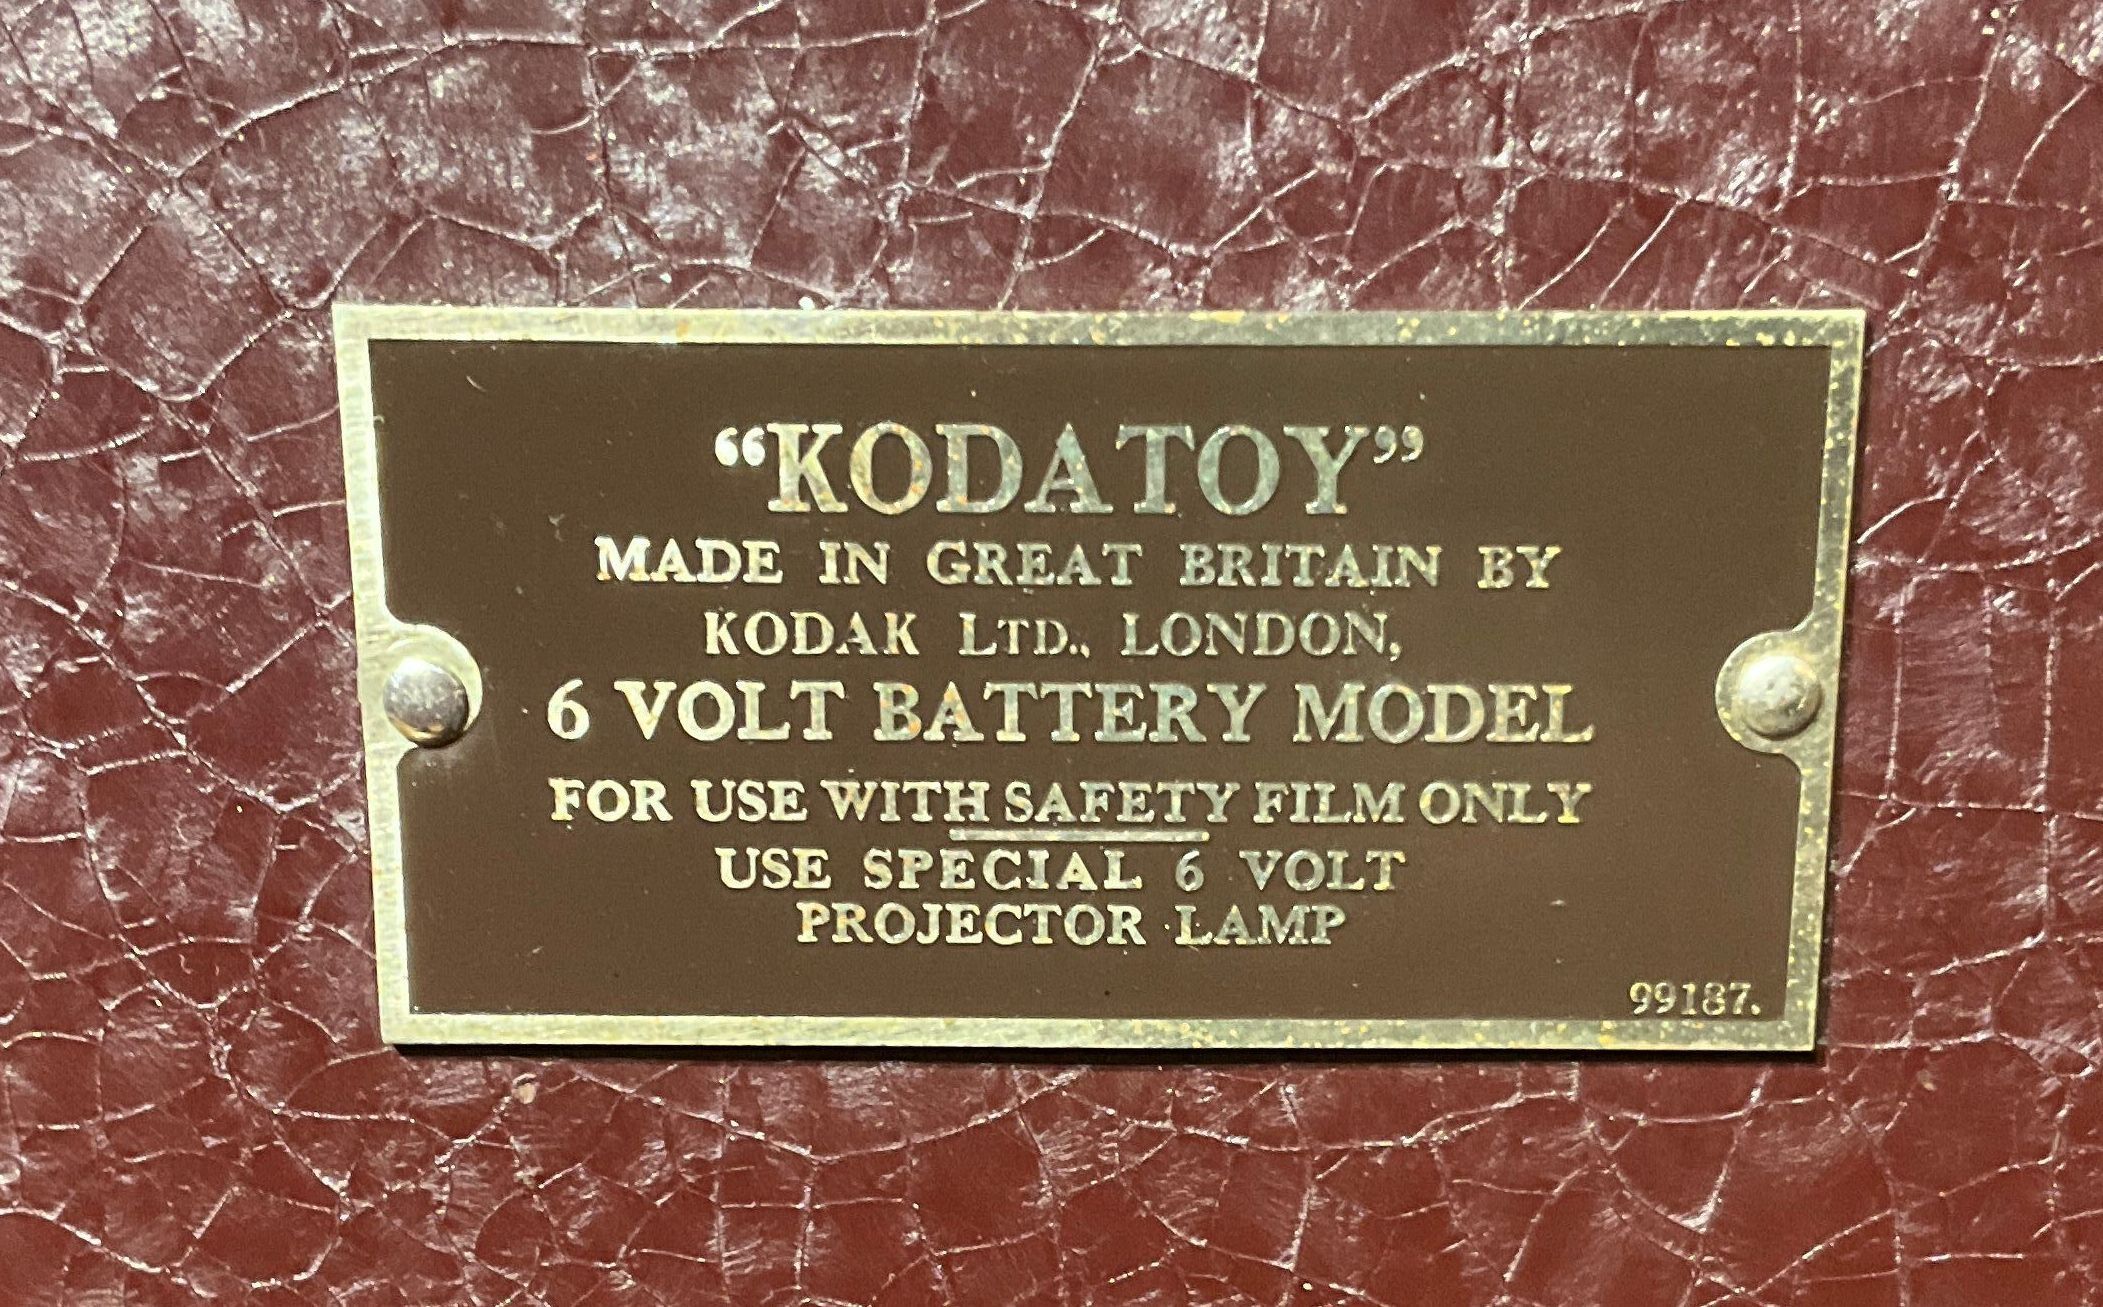 “KODATOY”
MADE IN GREAT BRITAIN BY
KODAK LTD., LONDON,
6 VOLT BATTERY MODEL
FOR USE WITH SAFETY FILM ONLY
USE SPECIAL 6 VOLT
PROJECTOR LAMP
99187.